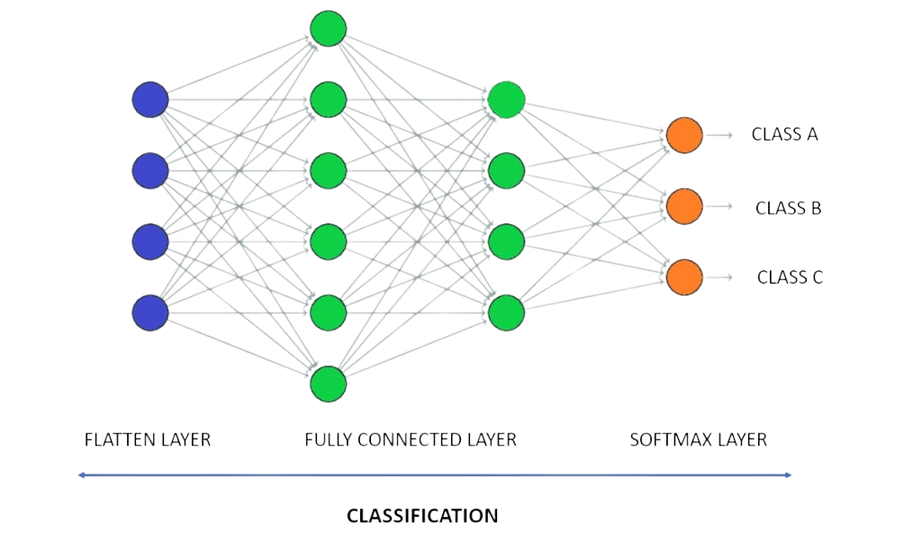 CLASS A
CLASS B
CLASS C
FLATTEN LAYER
FULLY CONNECTED LAYER
SOFTMAX LAYER
CLASSIFICATION